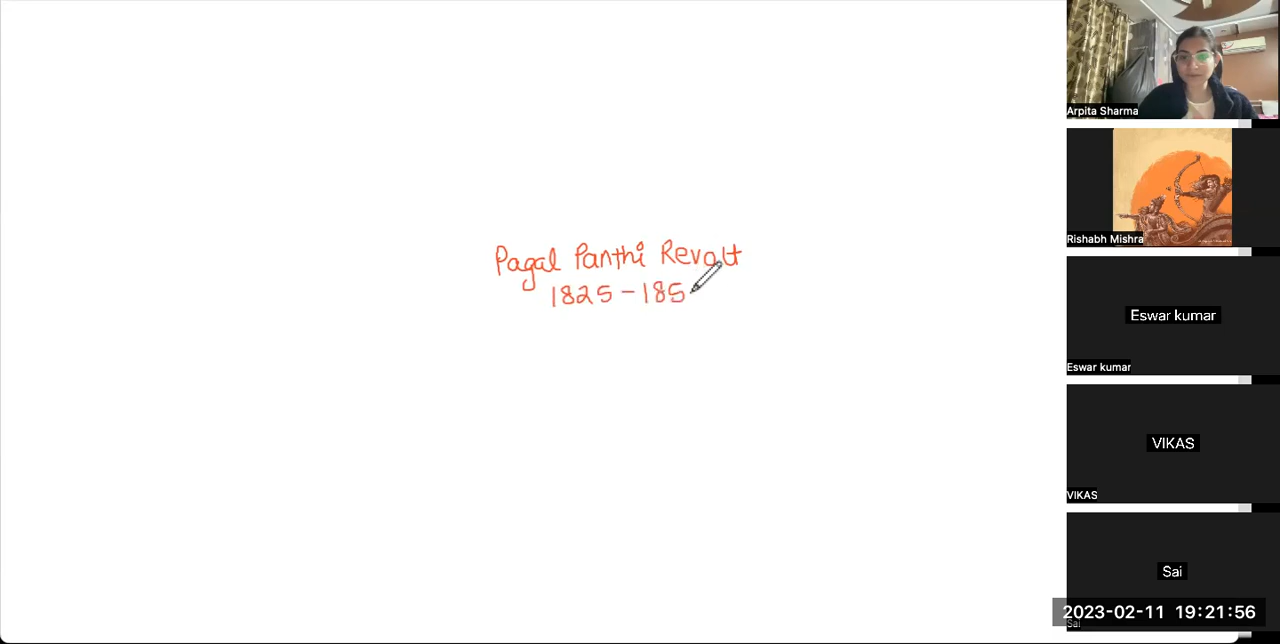 Pagal Panthi Revolt
1825 - 185
Arpita Sharma
Rishabh Mishra
Eswar kumar
Eswar kumar
VIKAS
VIKAS
Sai
2023-02-11 19:21:56
Sai